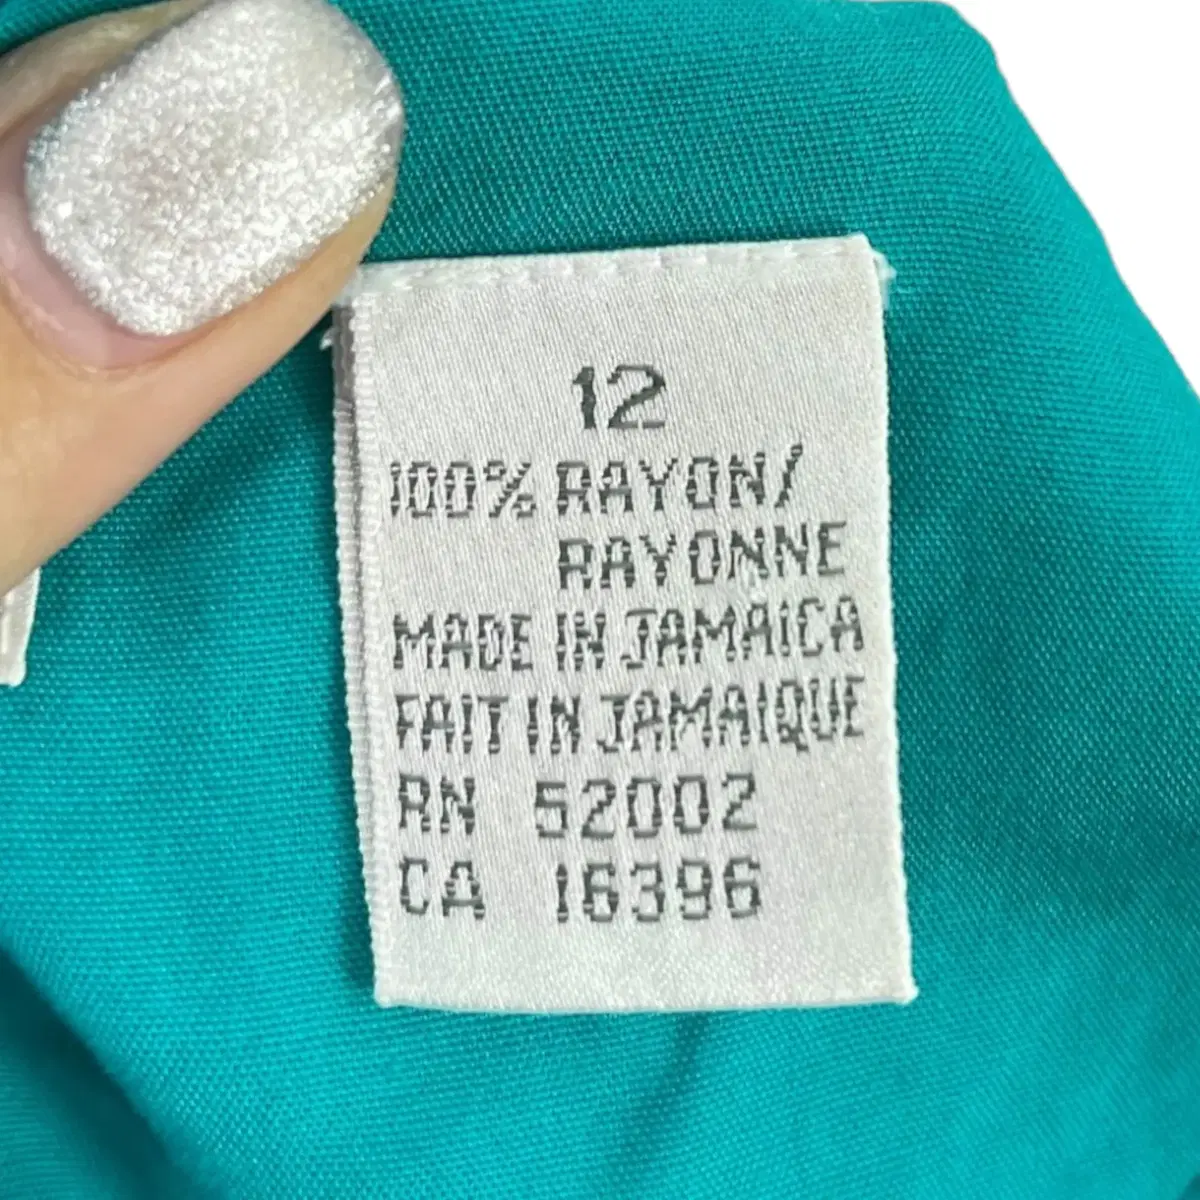 12
100% RAYON/
RAYONNE
MADE IN JAMAICA
FAIT IN JAMAIQUE
RN 52002
CA 16396